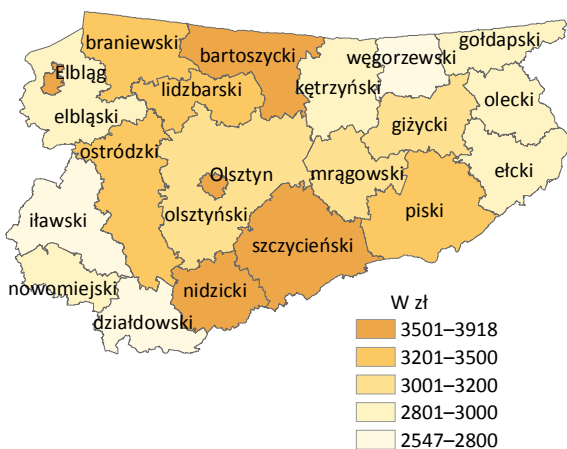 gołdapski
braniewski
bartoszycki
węgorzewski
Elbląg
kętrzyński
lidzbarski
olecki
elbląski
giżycki
ostródzki
Olsztyn
mrągowski
ełcki
iławski
olsztyński
piski
szczycieński
nowomiejski
nidzicki
działdowski
W zł
3501–3918
3201–3500
3001–3200
2801–3000
2547–2800